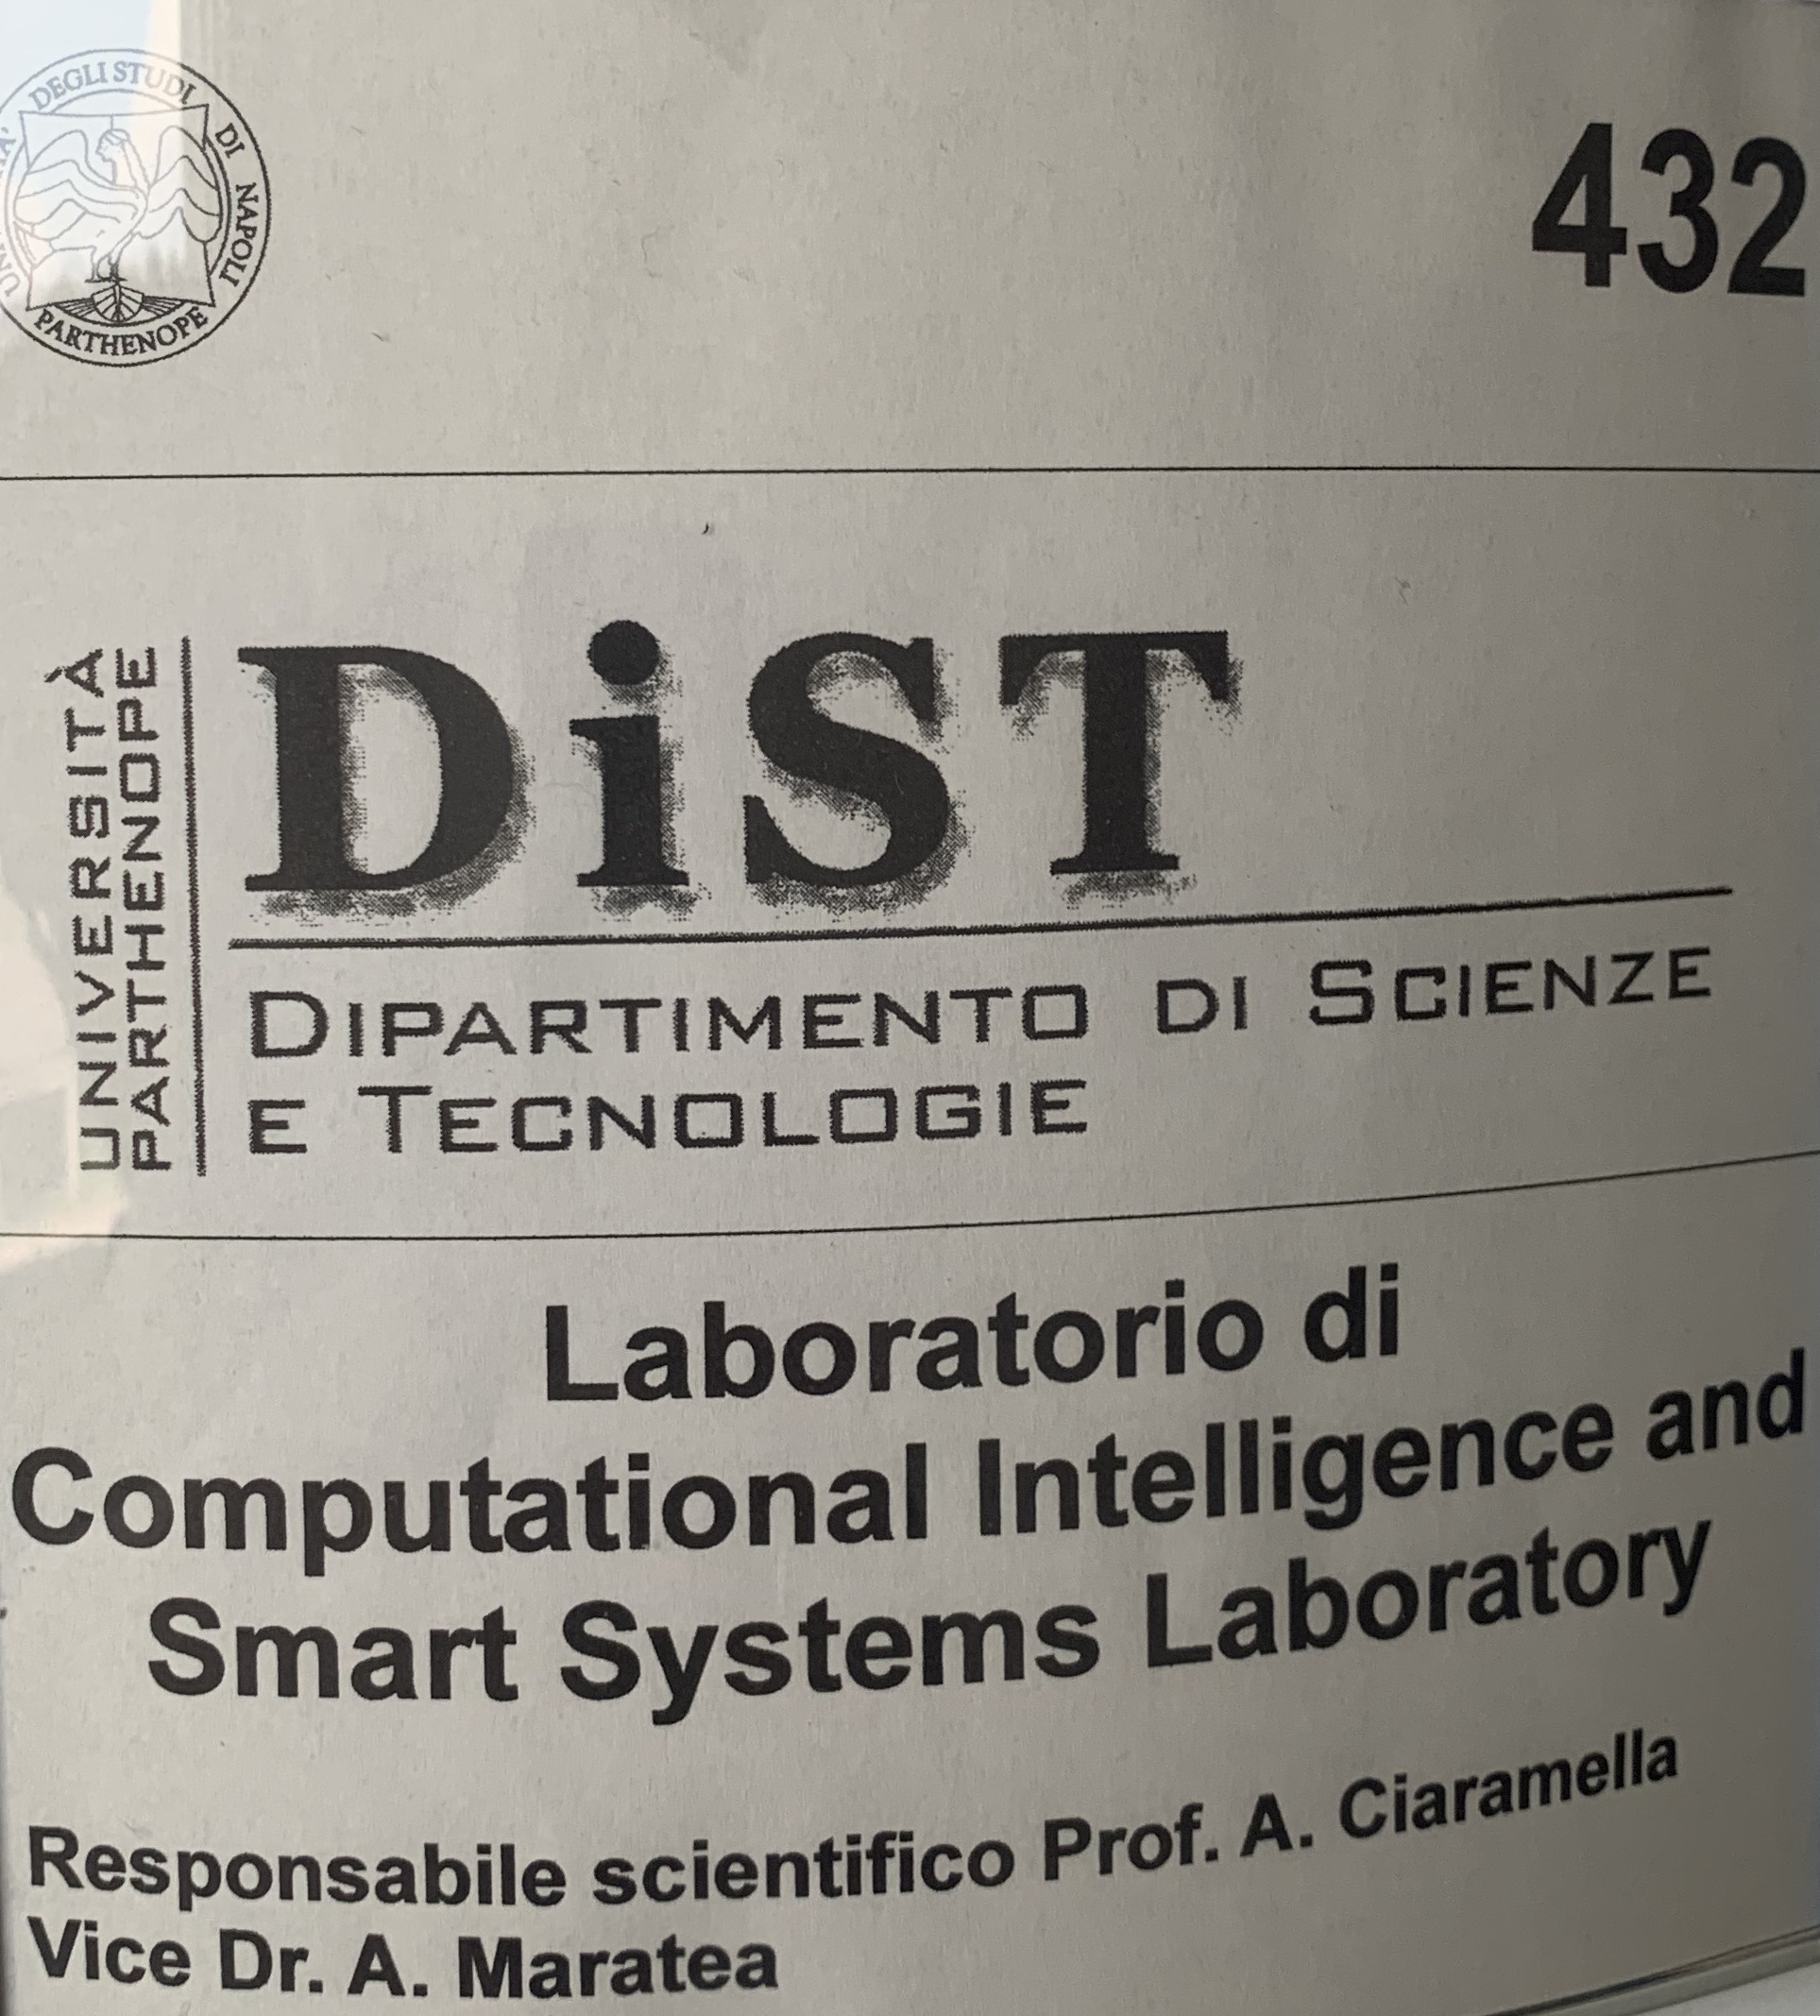 DEGLI STUDI DI NAPOLI
PARTHENOPE
432
UNIVERSITÀ
PARTHENOPE
DiST
DIPARTIMENTO DI SCIENZE
E TECNOLOGIE
Laboratorio di
Computational Intelligence and
Smart Systems Laboratory
Responsabile scientifico Prof. A. Ciaramella
Vice Dr. A. Maratea